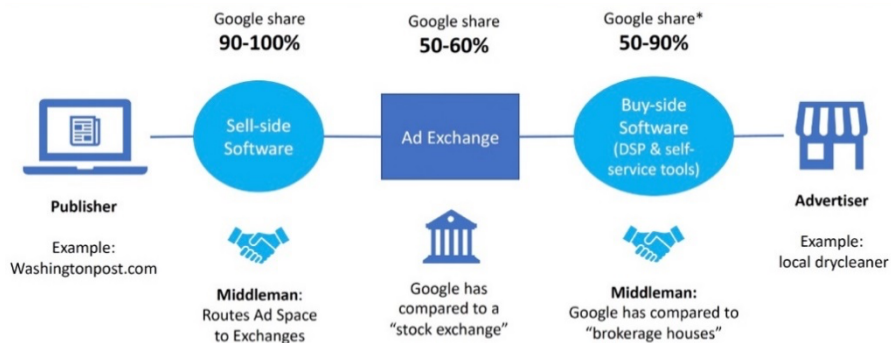 Google share
90-100%
Google share
50-60%
Google share*
50-90%
Sell-side
Software
Ad Exchange
Buy-side
Software
(DSP & self-
service tools)
Publisher
Example:
Washingtonpost.com
Middleman:
Routes Ad Space
to Exchanges
Google has
compared to a
“stock exchange”
Middleman:
Google has compared to
“brokerage houses”
Advertiser
Example:
local drycleaner